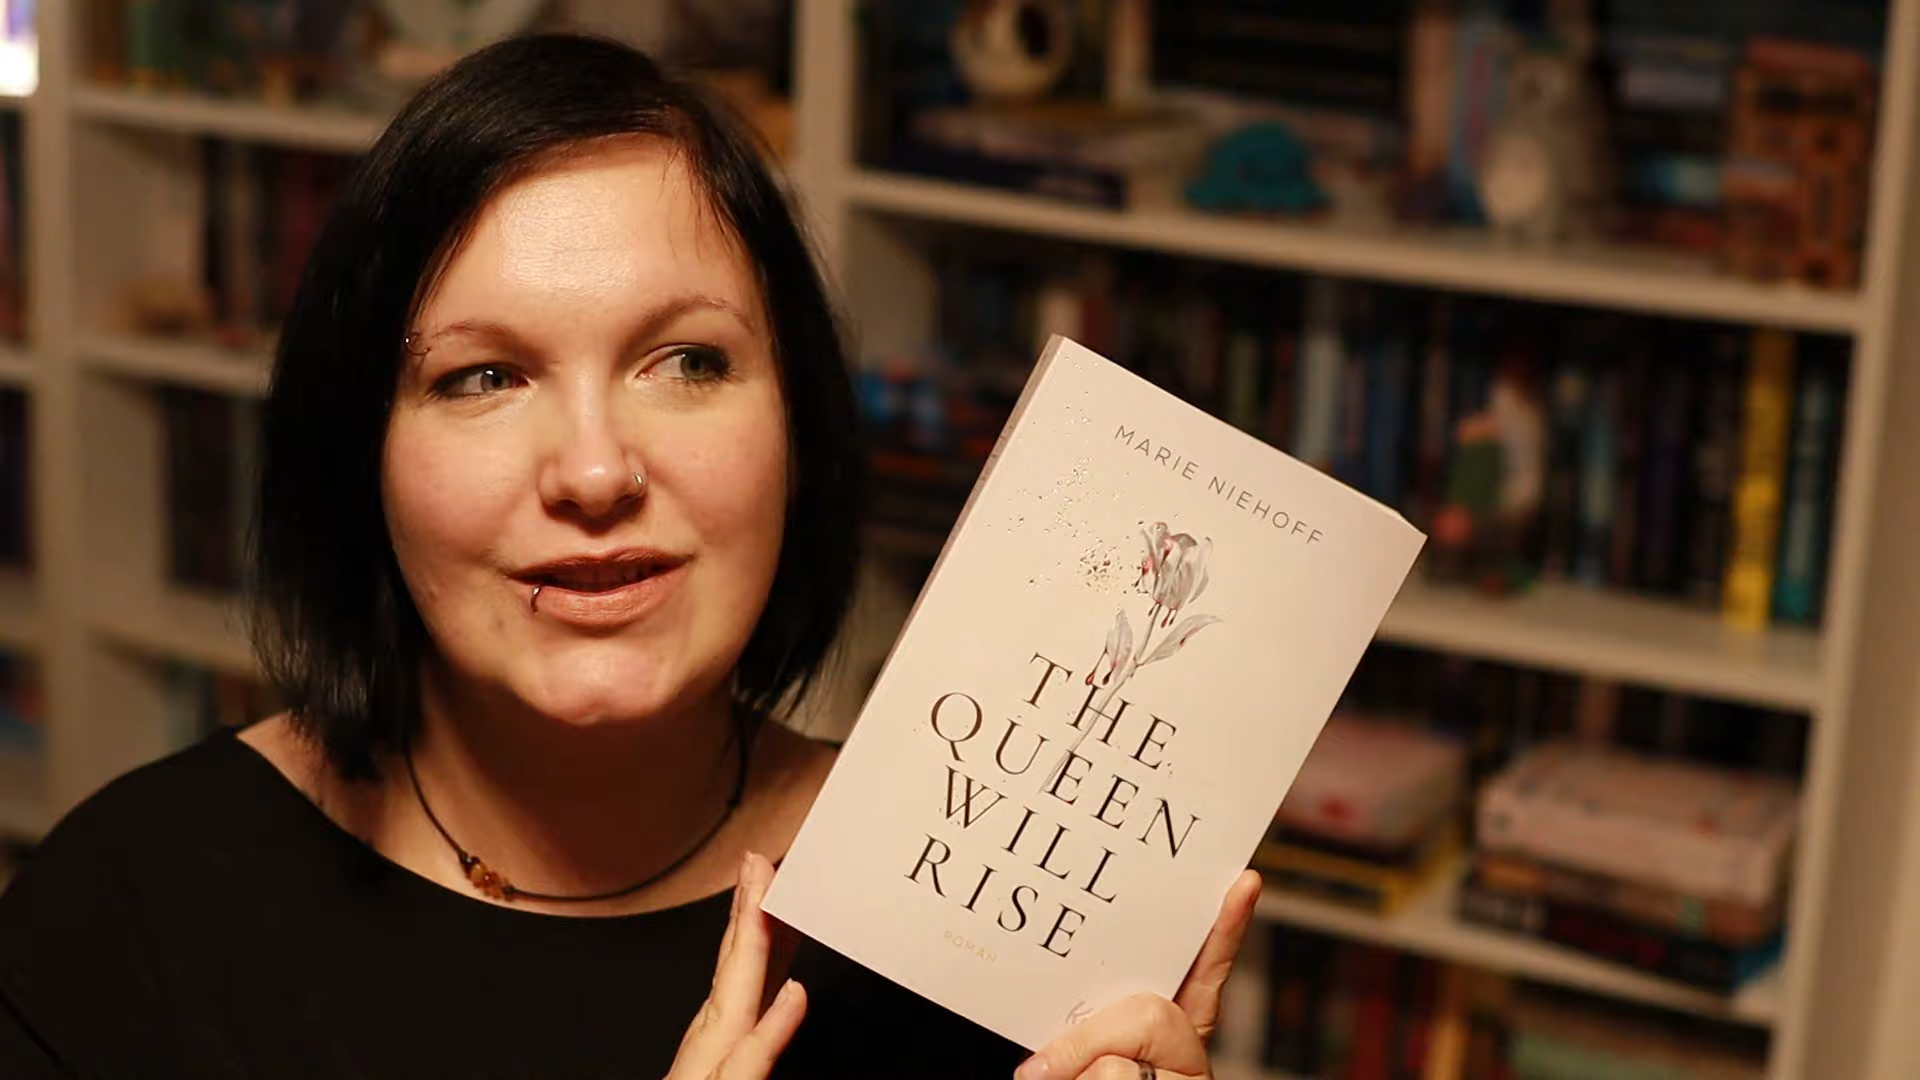 MARIE NIEHOFF
THE
QUEEN
WILL
RISE
ROMAN